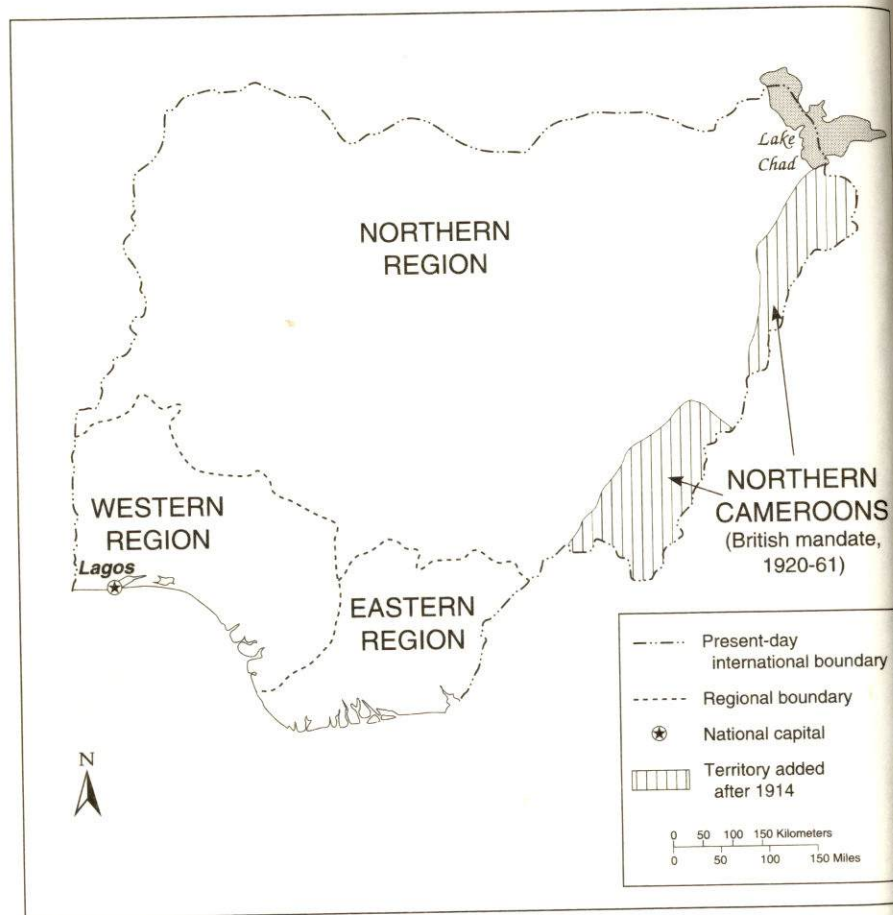 Lake
Chad
NORTHERN
REGION
NORTHERN
CAMEROONS
(British mandate,
1920-61)
WESTERN
REGION
Lagos
EASTERN
REGION
Present-day
international boundary
Regional boundary
National capital
Territory added
after 1914
N
0 50 100 150 Kilometers
0 50 100 150 Miles